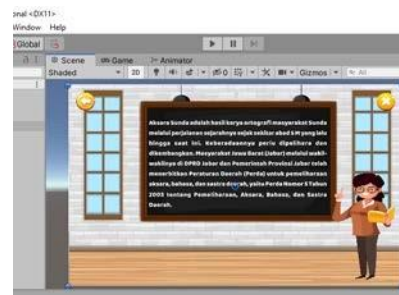 onal <DX11>
Window Help
Global
Scene Game Animator
Shaded 2D 0 Gizmos All
Aksara Sunda adalah hasil karya ortografi masyarakat Sunda
melalui perjalanan sejarahnya sejak sekitar abad 5 M yang lalu
hingga saat ini. Keberadaannya perlu dipelihara dan
dikembangkan. Masyarakat Jawa Barat (Jabar) melalui wakil-
wakilnya di DPRD Jabar dan Pemerintah Provinsi Jabar telah
menerbitkan Peraturan Daerah (Perda) untuk pemeliharaan
aksara, bahasa, dan sastra daerah, yaitu Perda Nomor 5 Tahun
2003 tentang Pemeliharaan, Aksara, Bahasa, dan Sastra
Daerah.